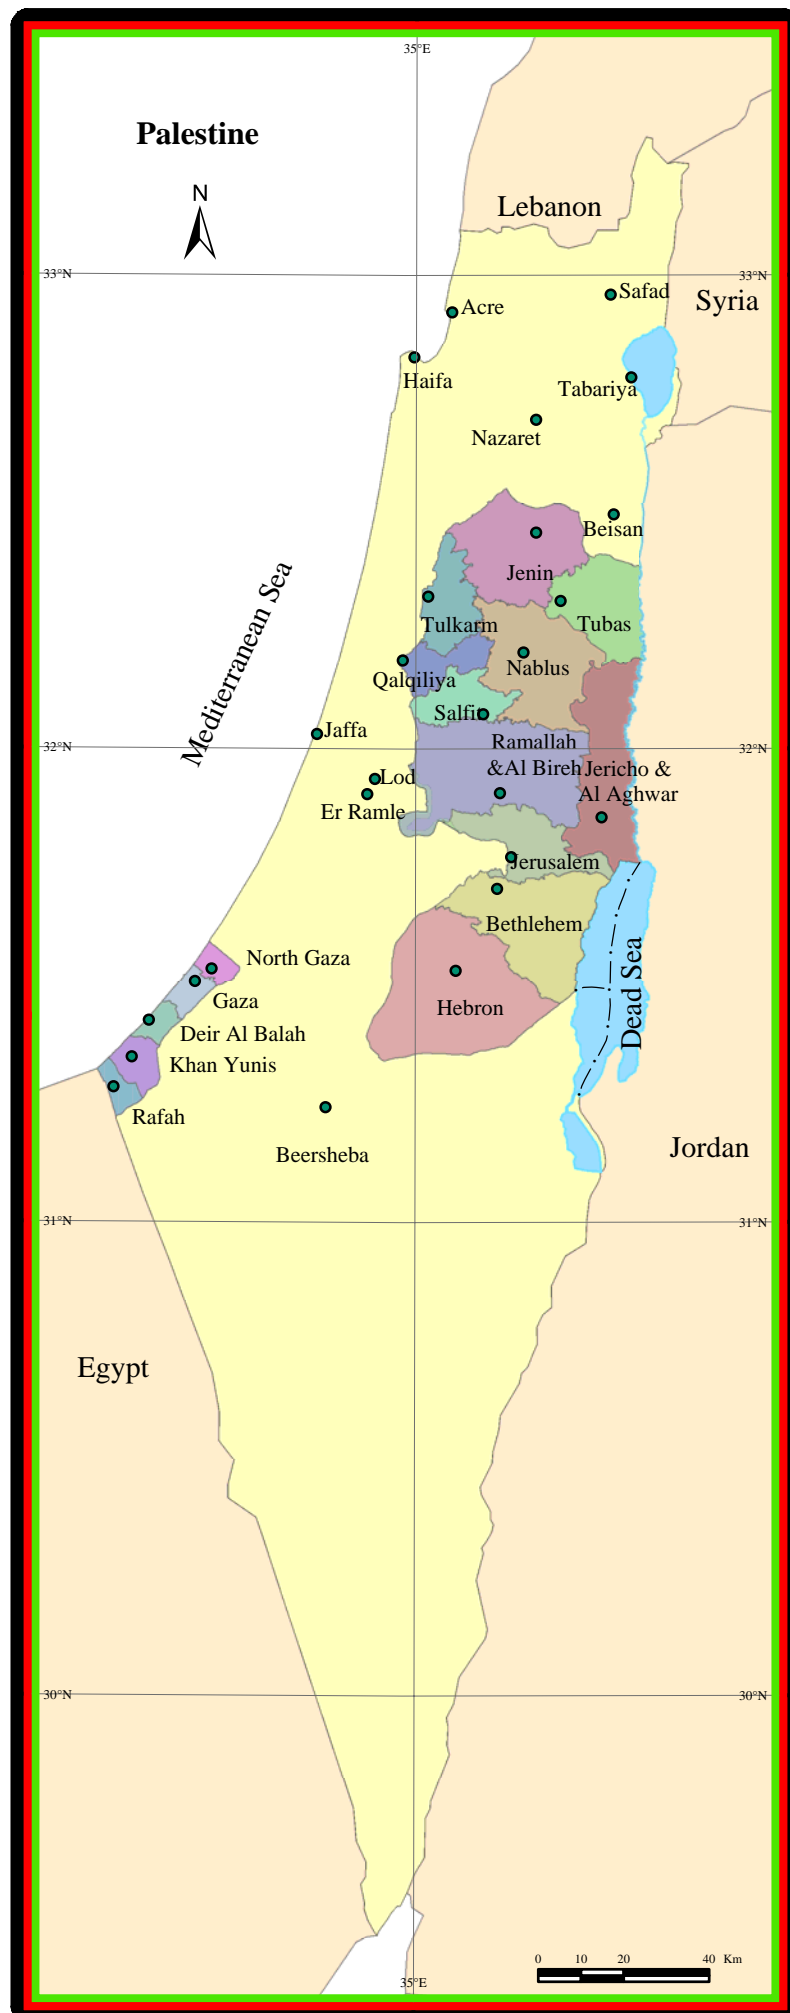 35°E
Palestine
N
Lebanon
33°N
33°N
Safad
Syria
Acre
Haifa
Tabariya
Nazaret
Beisan
Jenin
Tulkarm
Tubas
Mediterranean Sea
Nablus
Qalqiliya
Salfit
Jaffa
32°N
32°N
Ramallah
&Al Bireh
Jericho &
Al Aghwar
Lod
Er Ramle
Jerusalem
Bethlehem
North Gaza
Gaza
Hebron
Dead Sea
Deir Al Balah
Khan Yunis
Rafah
Beersheba
Jordan
31°N
31°N
Egypt
30°N
30°N
0 10 20 40 Km
35°E